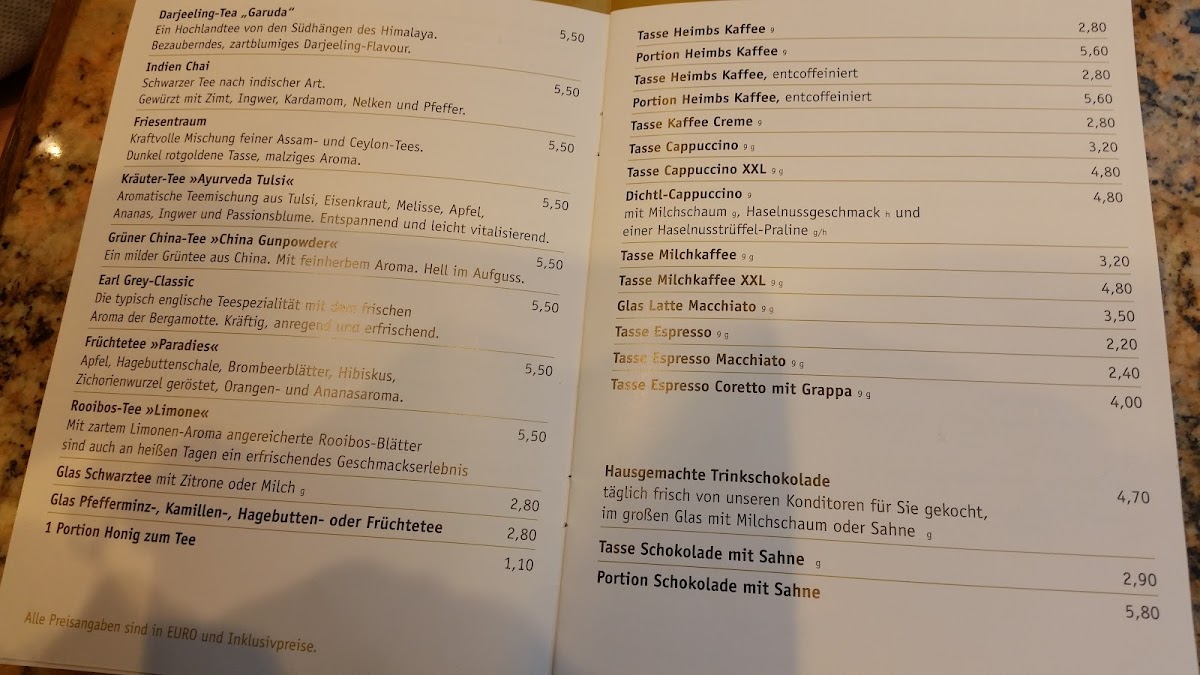 Darjeeling-Tea „Garuda“
Ein Hochlandtee von den Südhängen des Himalaya. 5,50
Bezauberndes, zartblumiges Darjeeling-Flavour.
Indien Chai
Schwarzer Tee nach indischer Art. 5,50
Gewürzt mit Zimt, Ingwer, Kardamom, Nelken und Pfeffer.
Friesentraum
Kraftvolle Mischung feiner Assam- und Ceylon-Tees. 5,50
Dunkel rotgoldene Tasse, malziges Aroma.
Kräuter-Tee »Ayurveda Tulsi«
Aromatische Teemischung aus Tulsi, Eisenkraut, Melisse, Apfel, 5,50
Ananas, Ingwer und Passionsblume. Entspannend und leicht vitalisierend.
Grüner China-Tee »China Gunpowder«
Ein milder Grüntee aus China. Mit feinherbem Aroma. Hell im Aufguss. 5,50
Earl Grey-Classic
Die typisch englische Teespezialität mit dem frischen 5,50
Aroma der Bergamotte. Kräftig, anregend und erfrischend.
Früchtetee »Paradies«
Apfel, Hagebuttenschale, Brombeerblätter, Hibiskus, 5,50
Zichorienwurzel geröstet, Orangen- und Ananasaroma.
Rooibos-Tee »Limone«
Mit zartem Limonen-Aroma angereicherte Rooibos-Blätter 5,50
sind auch an heißen Tagen ein erfrischendes Geschmackserlebnis
Glas Schwarztee mit Zitrone oder Milch g 2,80
Glas Pfefferminz-, Kamillen-, Hagebutten- oder Früchtetee 2,80
1 Portion Honig zum Tee 1,10
Alle Preisangaben sind in EURO und Inklusivpreise.
Tasse Heimbs Kaffee 9 2,80
Portion Heimbs Kaffee 9 5,60
Tasse Heimbs Kaffee, entcoffeiniert 2,80
Portion Heimbs Kaffee, entcoffeiniert 5,60
Tasse Kaffee Creme 9 2,80
Tasse Cappuccino 9 g 3,20
Tasse Cappuccino XXL 9 g 4,80
Dichtl-Cappuccino 9 4,80
mit Milchschaum g, Haselnussgeschmack h und
einer Haselnusstrüffel-Praline g/h
Tasse Milchkaffee 9 g 3,20
Tasse Milchkaffee XXL 9 g 4,80
Glas Latte Macchiato 9 g 3,50
Tasse Espresso 9 g 2,20
Tasse Espresso Macchiato 9 g 2,40
Tasse Espresso Coretto mit Grappa 9 g 4,00
Hausgemachte Trinkschokolade 4,70
täglich frisch von unseren Konditoren für Sie gekocht,
im großen Glas mit Milchschaum oder Sahne g
Tasse Schokolade mit Sahne g 2,90
Portion Schokolade mit Sahne 5,80